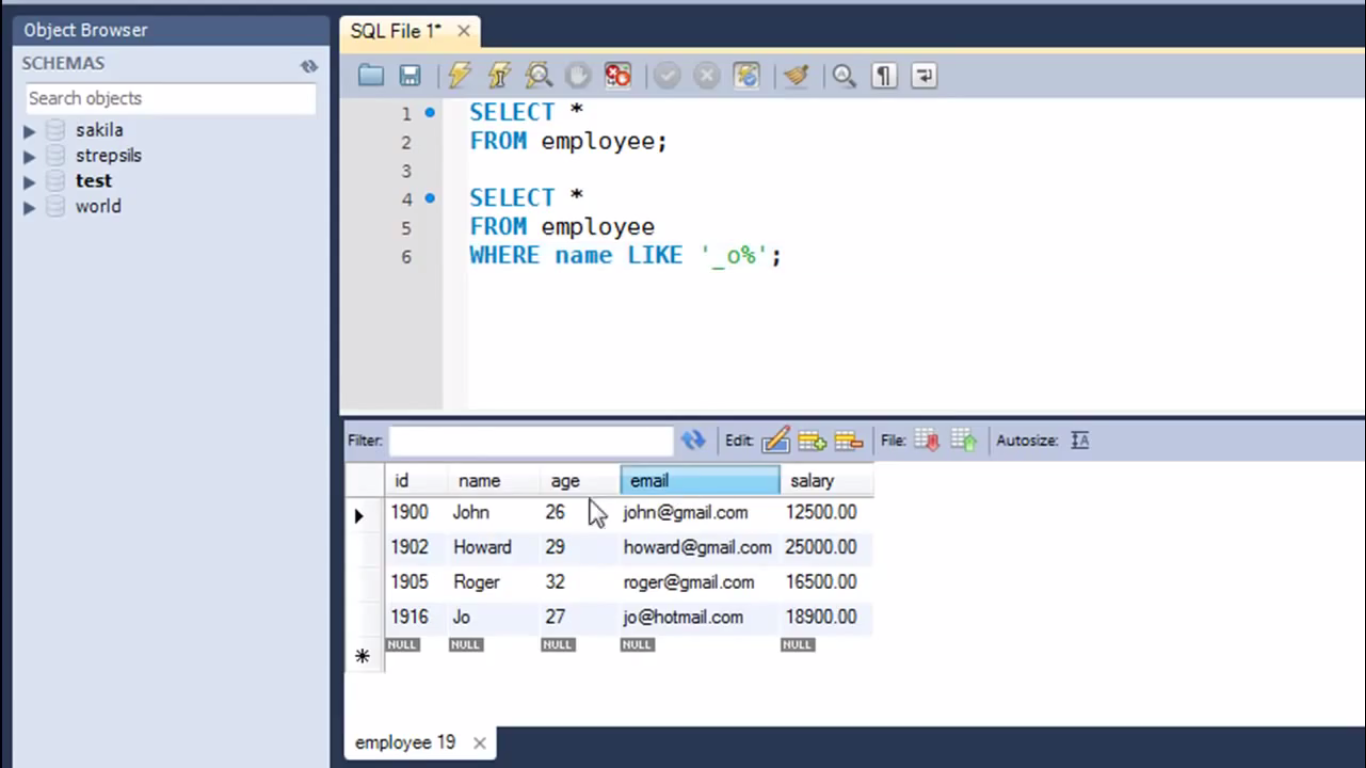 Object Browser
SCHEMAS
Search objects
sakila
strepsils
test
world
SQL File 1*
1 SELECT *
2 FROM employee;
3
4 SELECT *
5 FROM employee
6 WHERE name LIKE '_o%';
Filter: Edit: File: Autosize:
id name age email salary
1900 John 26 john@gmail.com 12500.00
1902 Howard 29 howard@gmail.com 25000.00
1905 Roger 32 roger@gmail.com 16500.00
1916 Jo 27 jo@hotmail.com 18900.00
NULL NULL NULL NULL NULL
employee 19